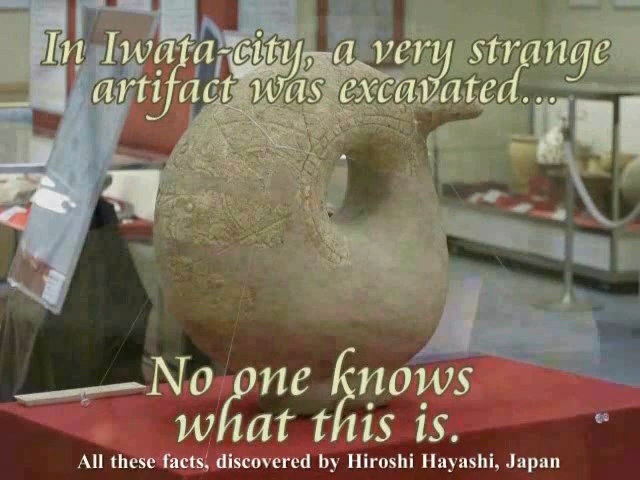 In Iwata-city, a very strange
artifact was excavated...
No one knows
what this is.
All these facts, discovered by Hiroshi Hayashi, Japan